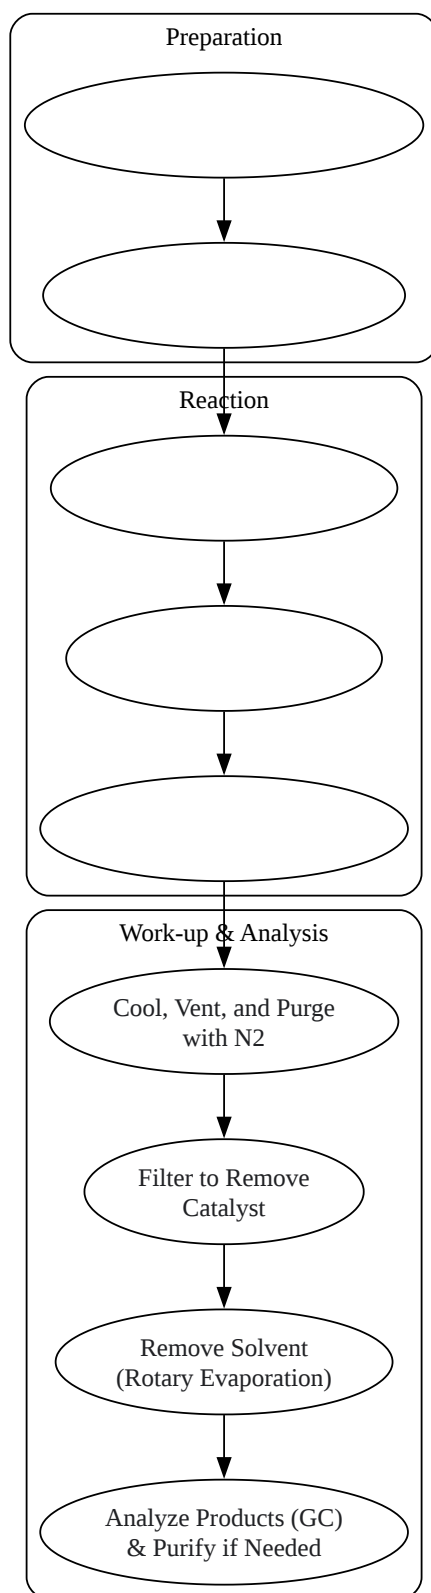 Preparation
Reaction
Work-up & Analysis
Cool, Vent, and Purge
with N2
Filter to Remove
Catalyst
Remove Solvent
(Rotary Evaporation)
Analyze Products (GC)
& Purify if Needed